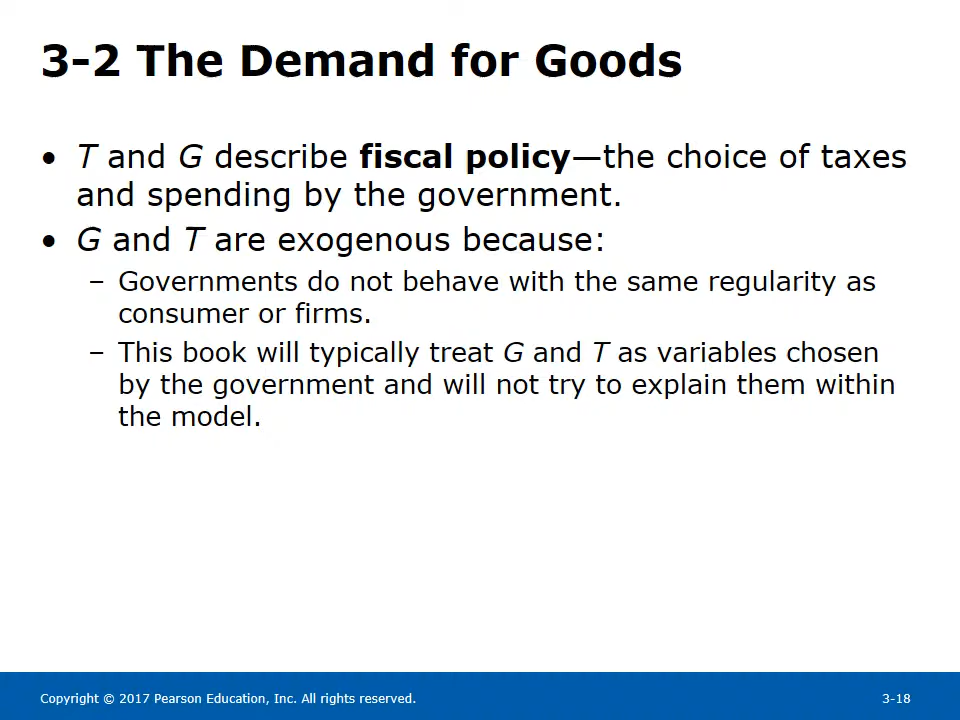 3-2 The Demand for Goods
• T and G describe fiscal policy—the choice of taxes
and spending by the government.
• G and T are exogenous because:
– Governments do not behave with the same regularity as
consumer or firms.
– This book will typically treat G and T as variables chosen
by the government and will not try to explain them within
the model.
Copyright © 2017 Pearson Education, Inc. All rights reserved.
3-18